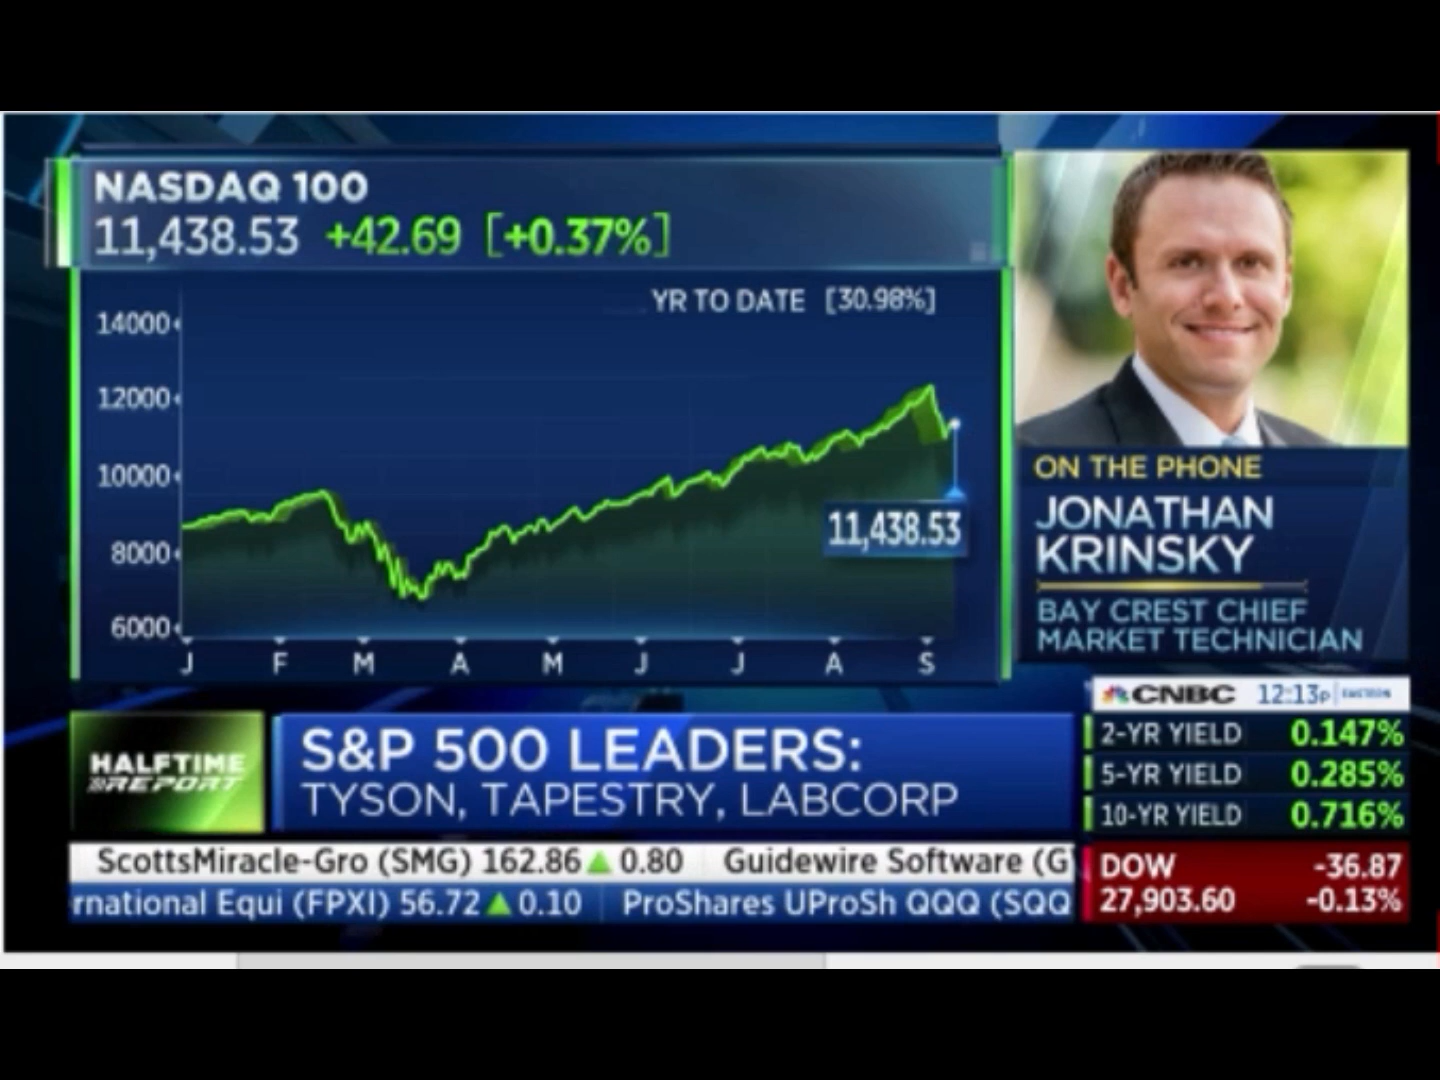 NASDAQ 100
11,438.53 +42.69 [+0.37%]
YR TO DATE [30.98%]
14000
12000
10000
8000
6000
11,438.53
J F M A M J J A S
ON THE PHONE
JONATHAN
KRINSKY
BAY CREST CHIEF
MARKET TECHNICIAN
CNBC 12:13P EASTERN
HALFTIME
REPORT
S&P 500 LEADERS:
TYSON, TAPESTRY, LABCORP
2-YR YIELD 0.147%
5-YR YIELD 0.285%
10-YR YIELD 0.716%
ScottsMiracle-Gro (SMG) 162.86 ▲ 0.80 Guidewire Software (G
rnational Equi (FPXI) 56.72 ▲ 0.10 ProShares UProSh QQQ (SQQ
DOW -36.87
27,903.60 -0.13%